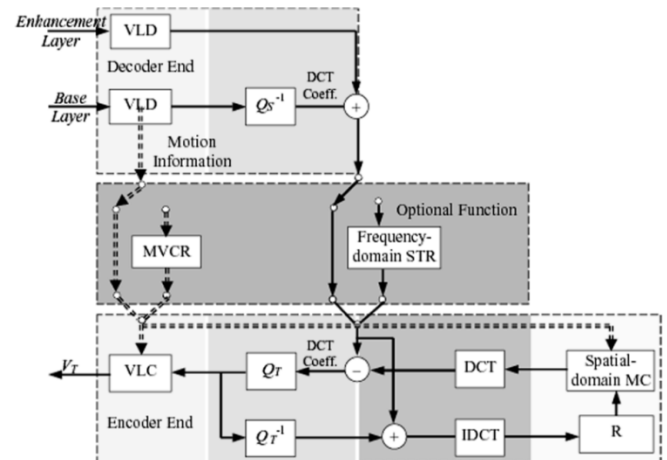 Enhancement
Layer
VLD
Decoder End
DCT
Coeff.
Base
Layer
VLD
Qs⁻¹
+
Motion
Information
Optional Function
MVCR
Frequency-
domain STR
VT
VLC
DCT
Coeff.
QT
−
DCT
Spatial-
domain MC
Encoder End
QT⁻¹
+
IDCT
R